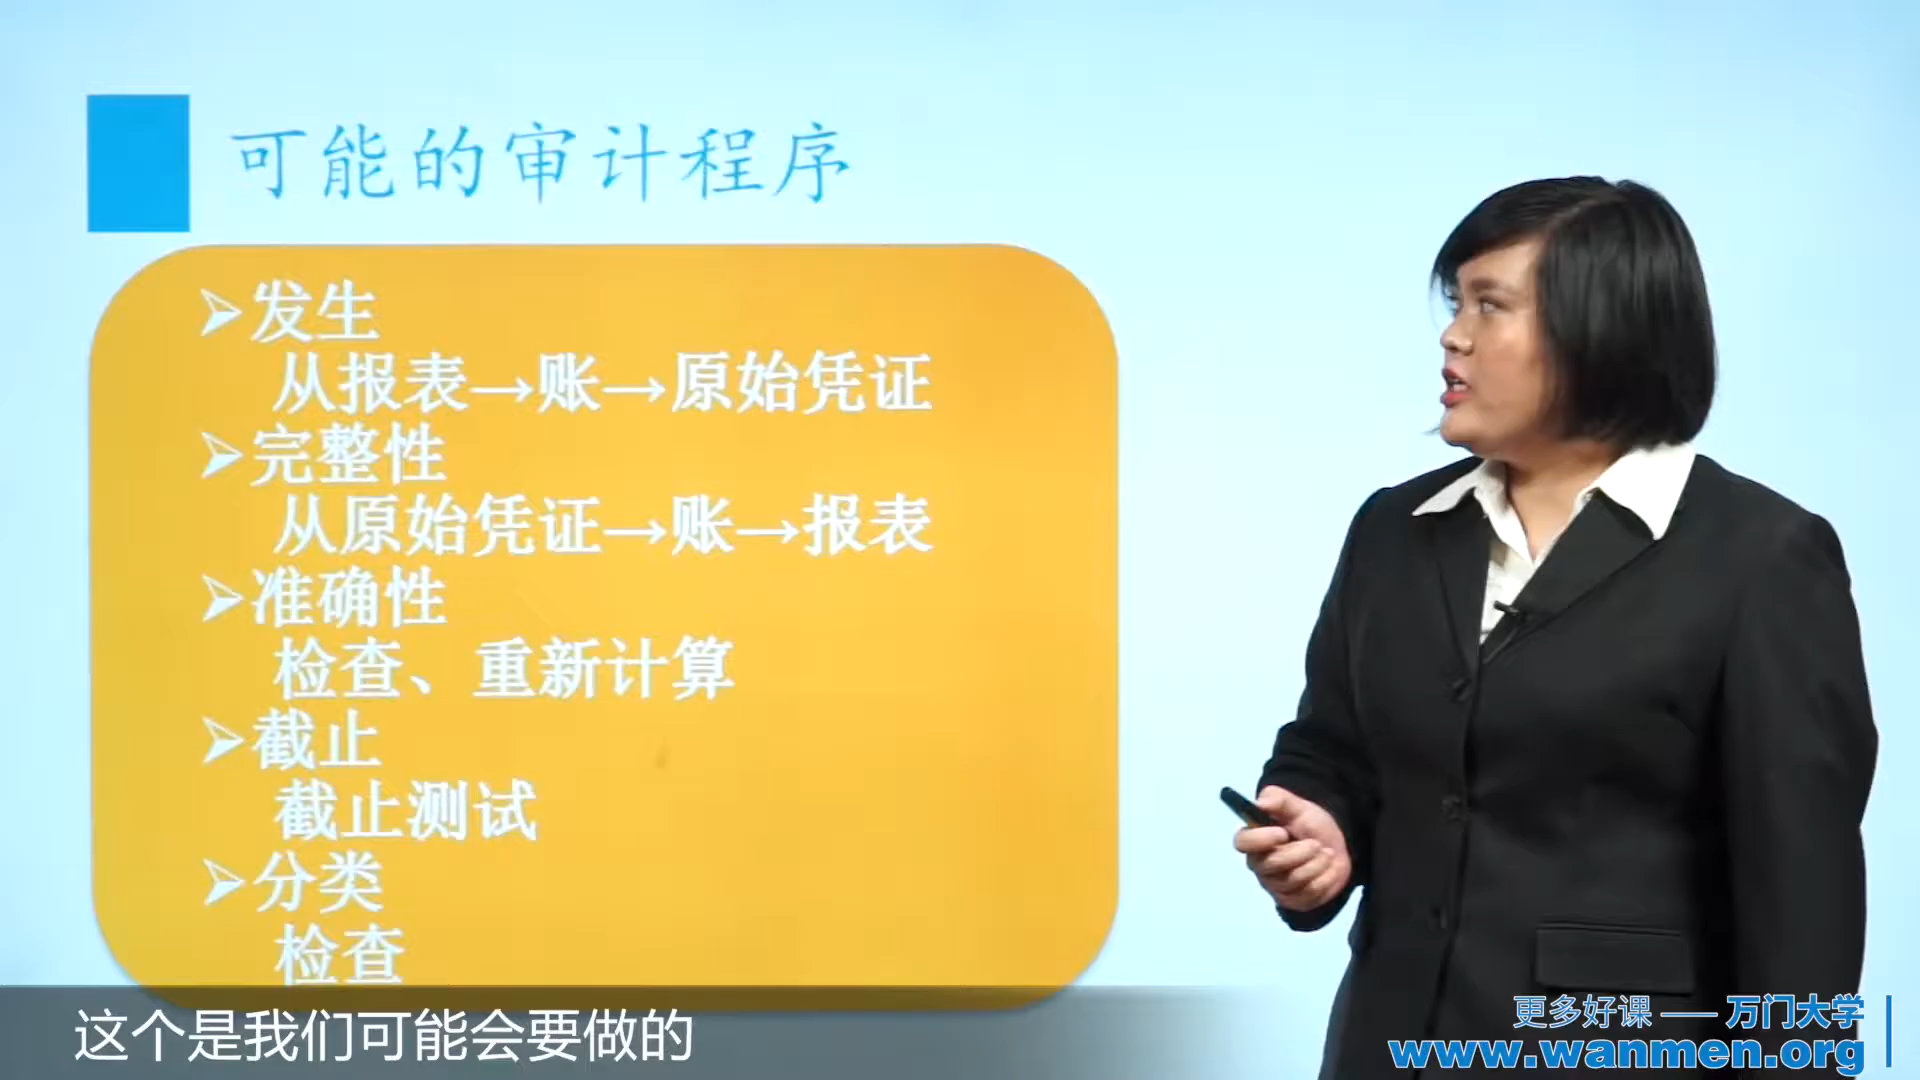 可能的审计程序
➢发生
从报表→账→原始凭证
➢完整性
从原始凭证→账→报表
➢准确性
检查、重新计算
➢截止
截止测试
➢分类
检查
这个是我们可能会要做的
更多好课 —— 万门大学
www.wanmen.org